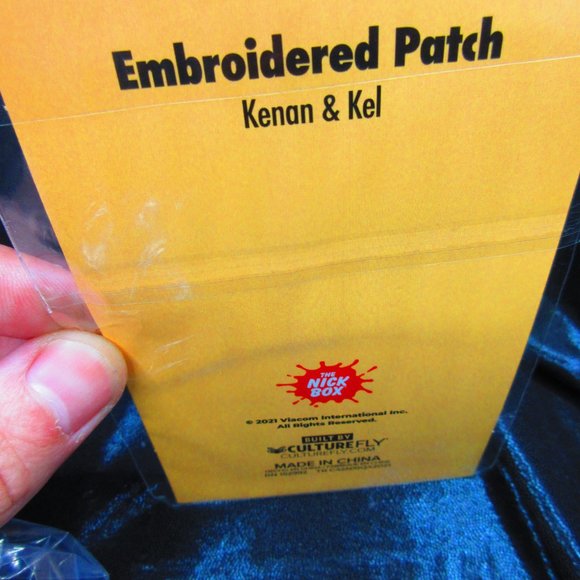 Embroidered Patch
Kenan & Kel
THE
NICK
BOX
© 2021 Viacom International Inc.
All Rights Reserved.
BUILT BY
CULTUREFLY
CULTUREFLY.COM
MADE IN CHINA